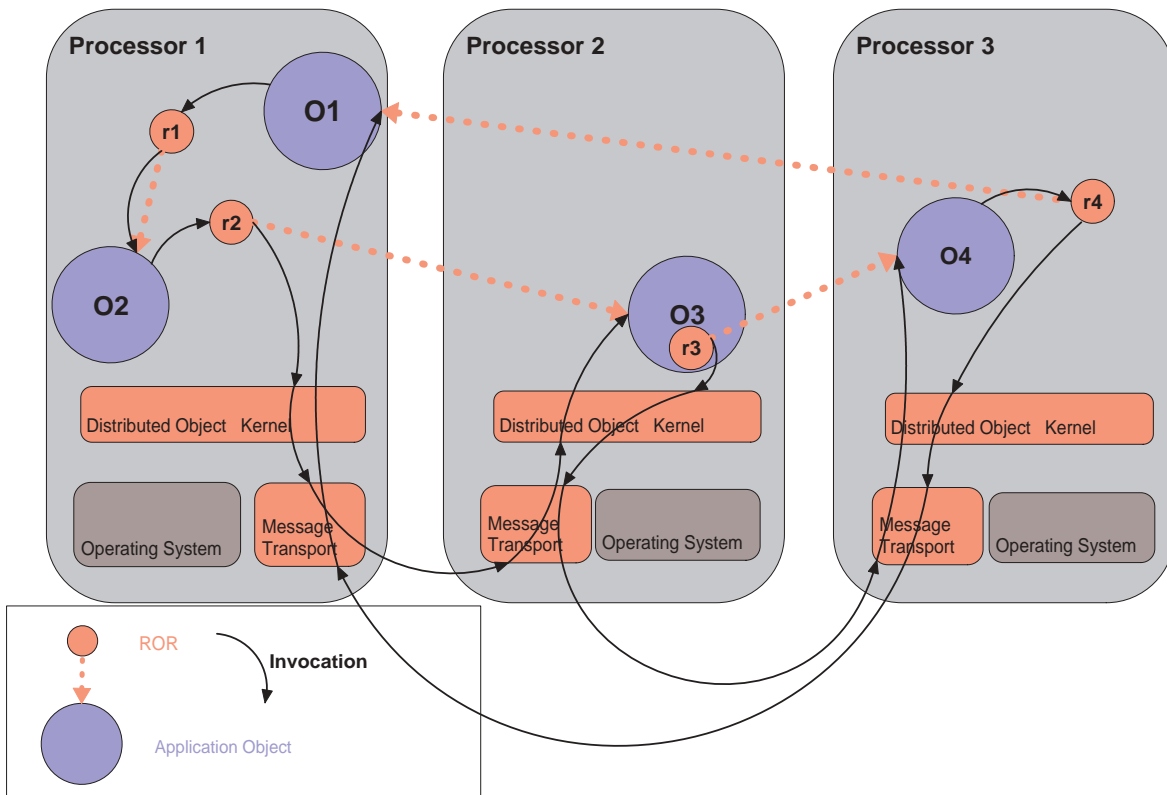 Processor 1
O1
r1
r2
O2
Distributed Object Kernel
Operating System
Message
Transport
Processor 2
O3
r3
Distributed Object Kernel
Message
Transport
Operating System
Processor 3
r4
O4
Distributed Object Kernel
Message
Transport
Operating System
ROR
Invocation
Application Object